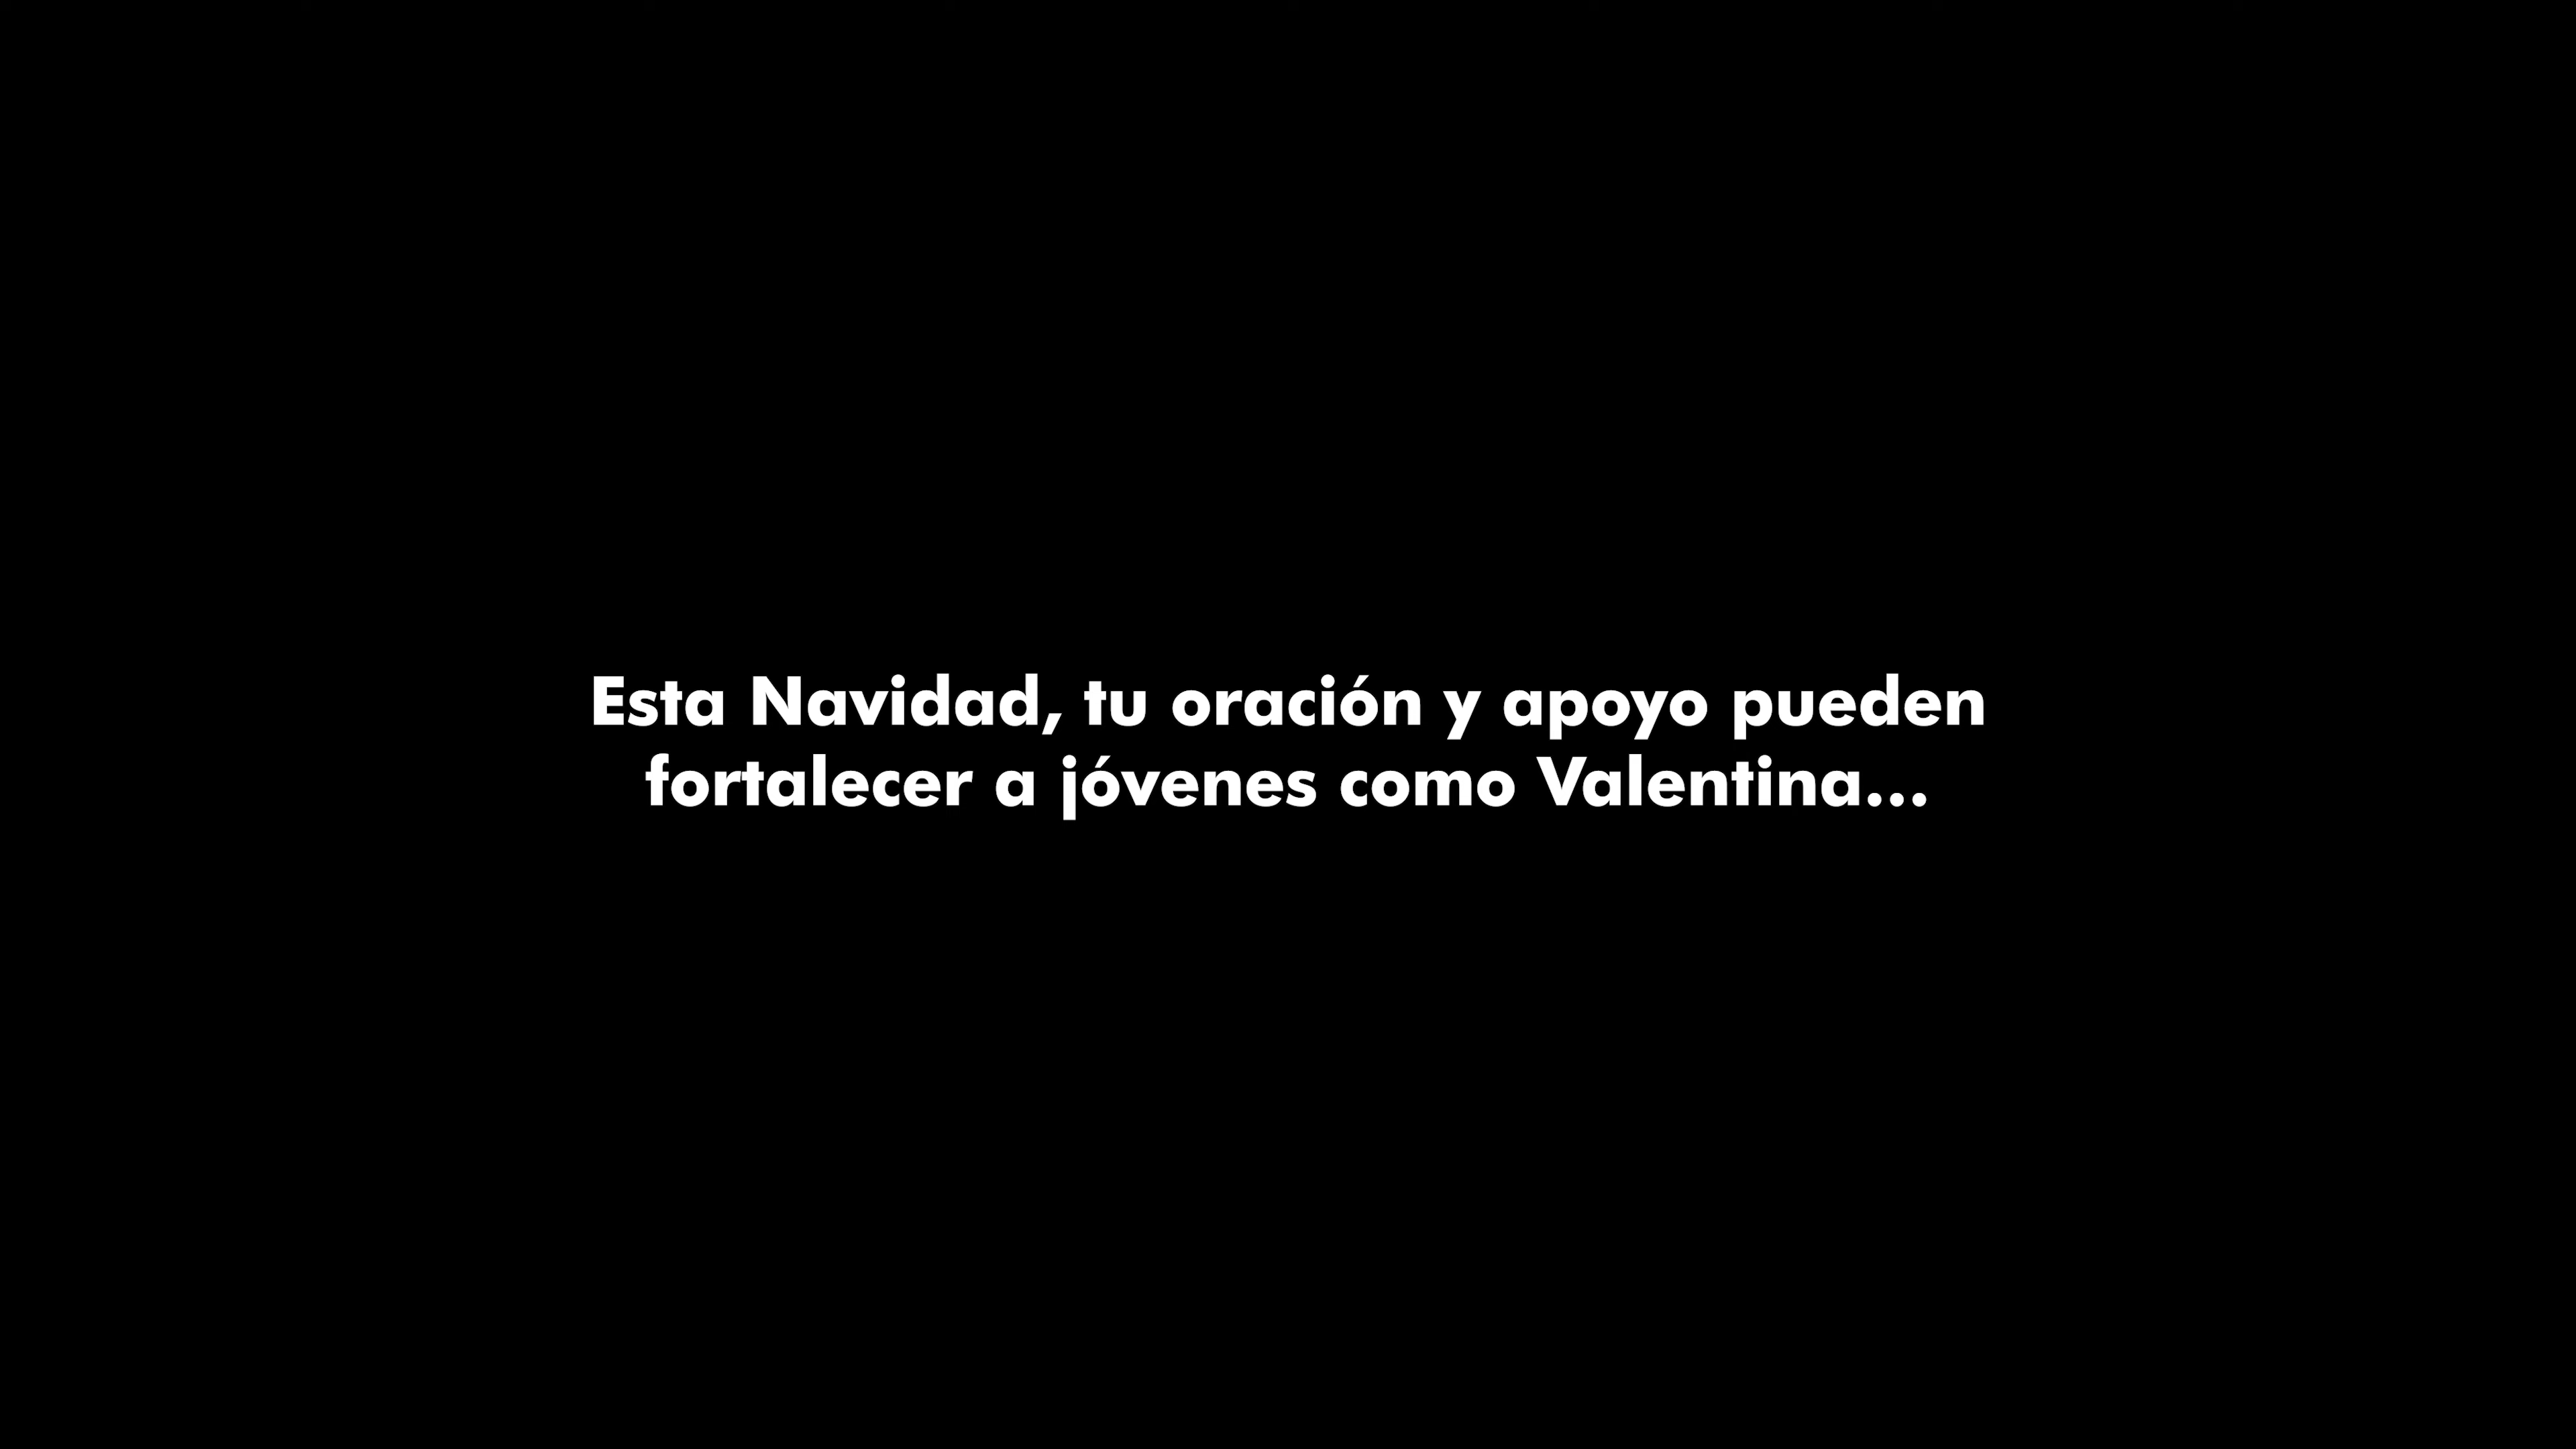 Esta Navidad, tu oración y apoyo pueden
fortalecer a jóvenes como Valentina...